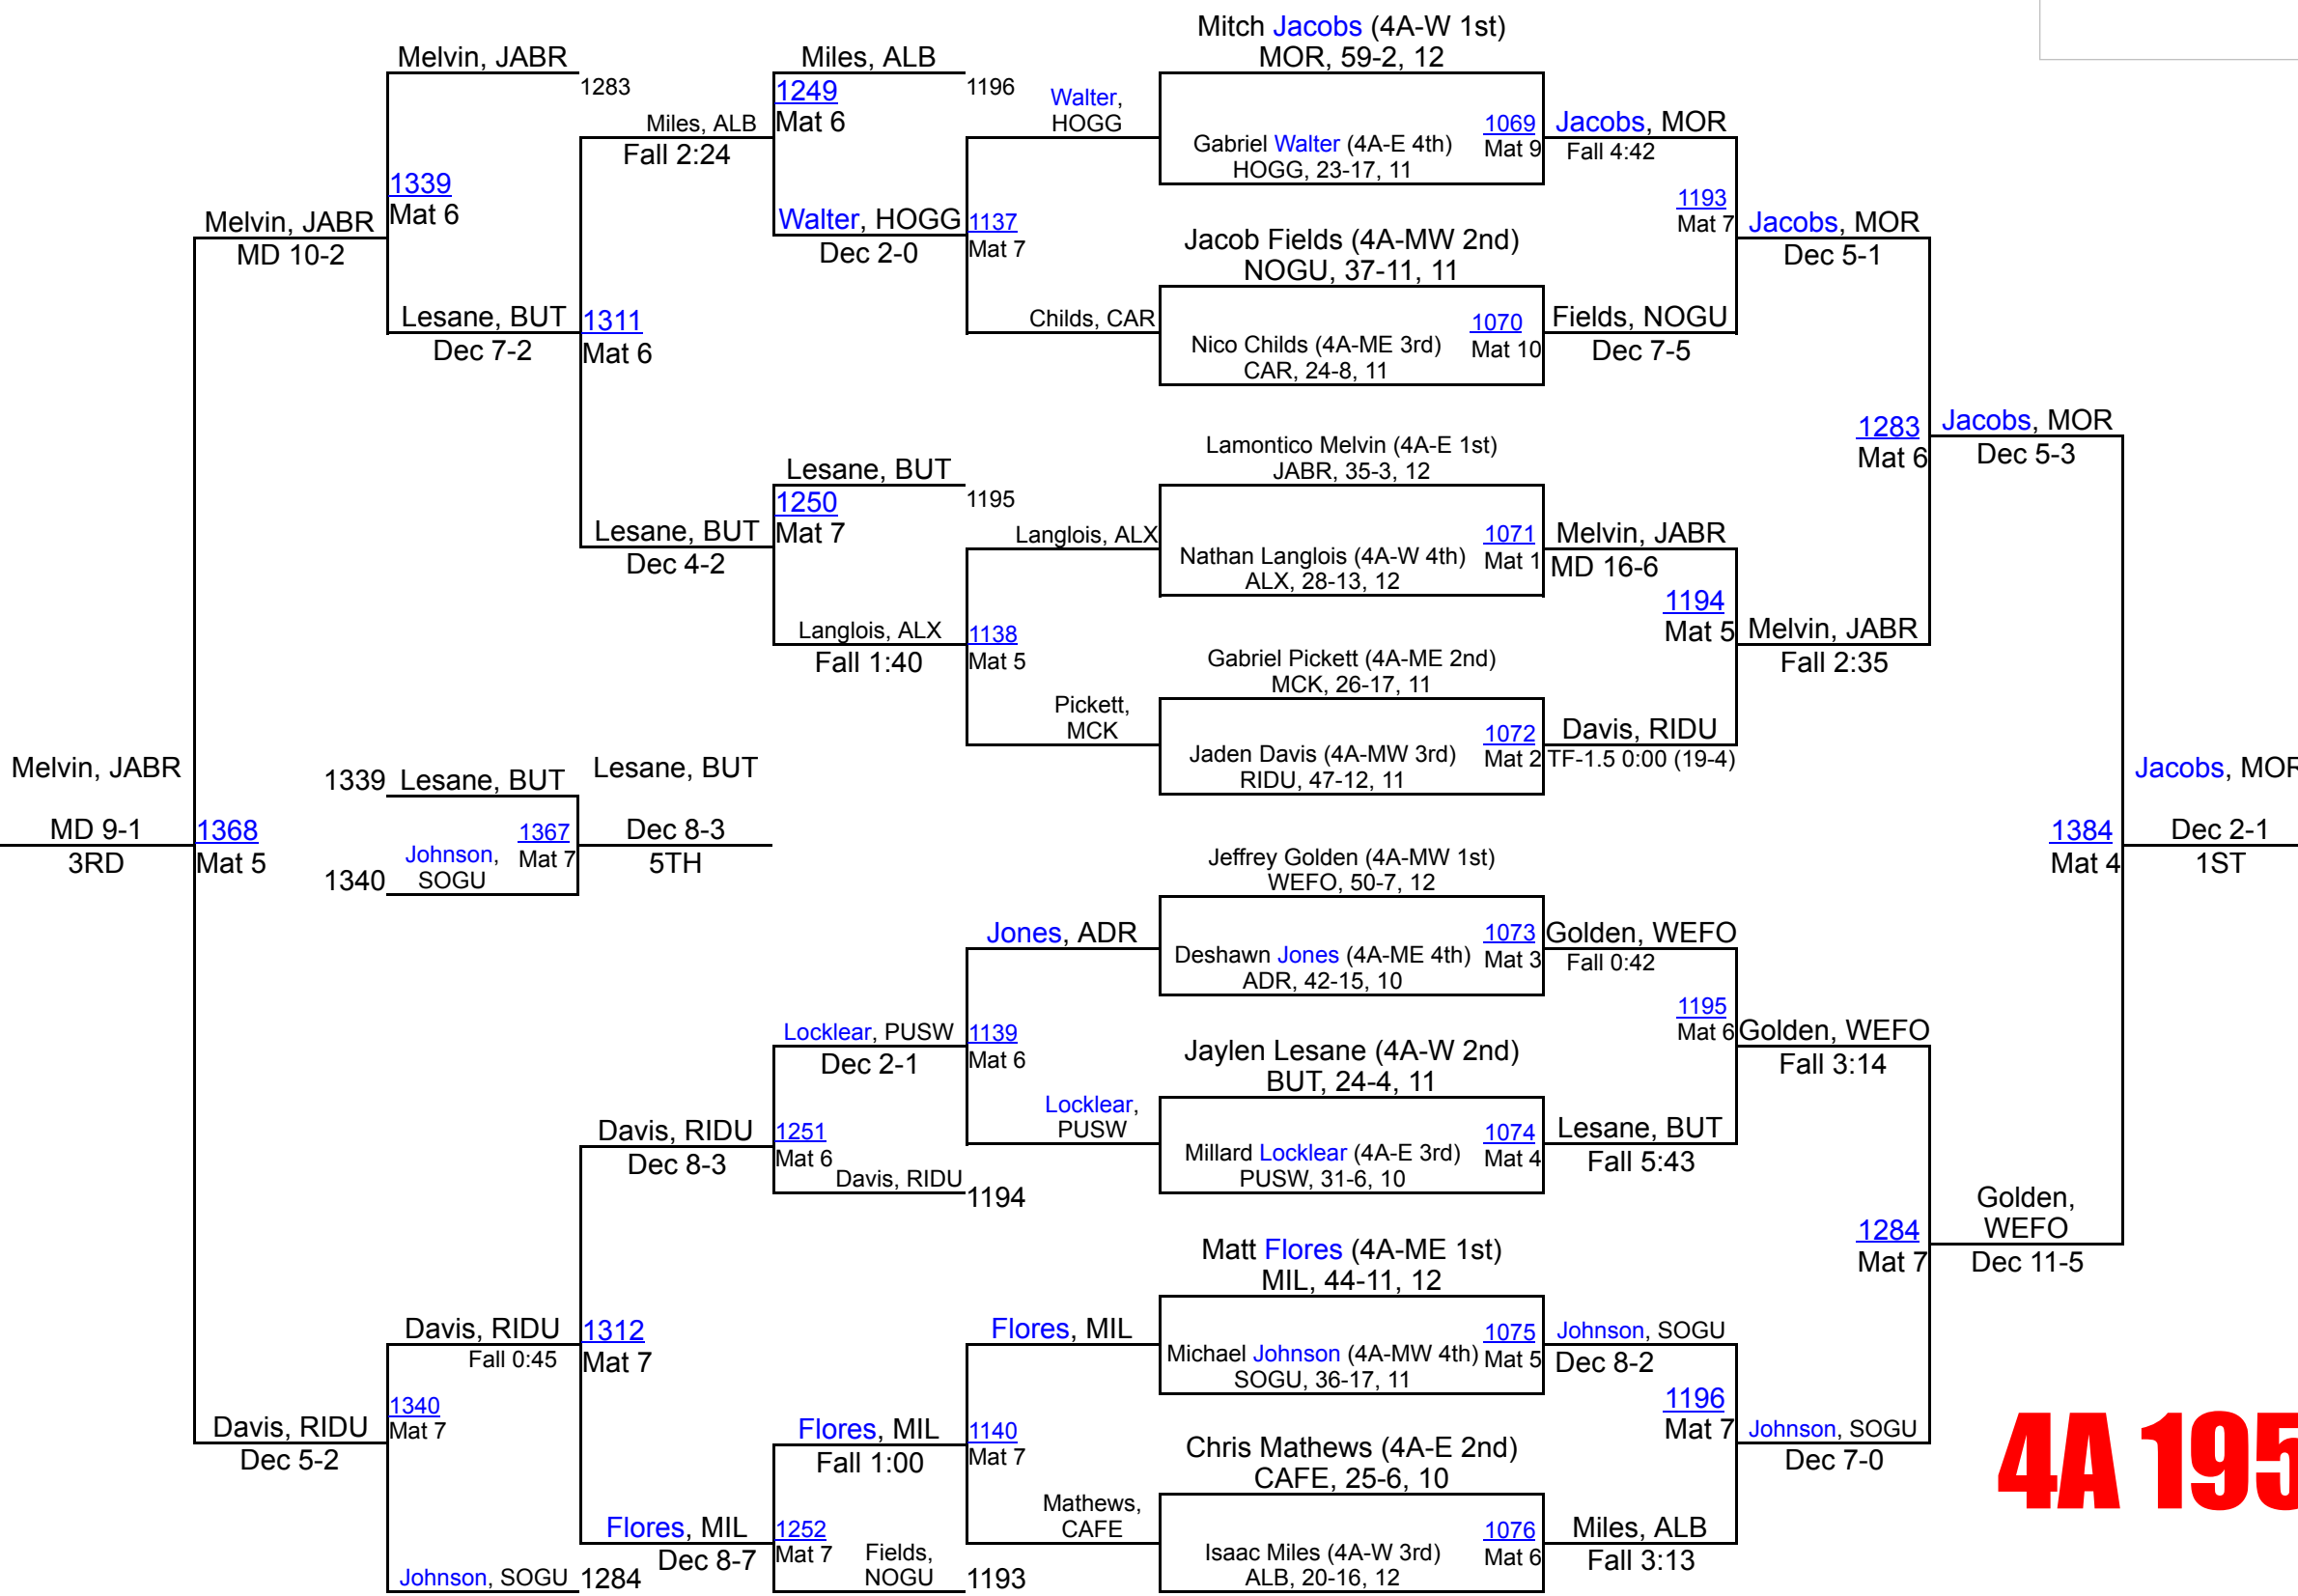 Mitch Jacobs (4A-W 1st)
MOR, 59-2, 12
Gabriel Walter (4A-E 4th)
HOGG, 23-17, 11
1069
Mat 9
Jacobs, MOR
Fall 4:42
Jacob Fields (4A-MW 2nd)
NOGU, 37-11, 11
Nico Childs (4A-ME 3rd)
CAR, 24-8, 11
1070
Mat 10
Fields, NOGU
Dec 7-5
1193
Mat 7
Jacobs, MOR
Dec 5-1
Lamontico Melvin (4A-E 1st)
JABR, 35-3, 12
Nathan Langlois (4A-W 4th)
ALX, 28-13, 12
1071
Mat 1
Melvin, JABR
MD 16-6
Gabriel Pickett (4A-ME 2nd)
MCK, 26-17, 11
Jaden Davis (4A-MW 3rd)
RIDU, 47-12, 11
1072
Mat 2
Davis, RIDU
TF-1.5 0:00 (19-4)
1194
Mat 5
Melvin, JABR
Fall 2:35
1283
Mat 6
Jacobs, MOR
Dec 5-3
Jeffrey Golden (4A-MW 1st)
WEFO, 50-7, 12
Deshawn Jones (4A-ME 4th)
ADR, 42-15, 10
1073
Mat 3
Golden, WEFO
Fall 0:42
Jaylen Lesane (4A-W 2nd)
BUT, 24-4, 11
Millard Locklear (4A-E 3rd)
PUSW, 31-6, 10
1074
Mat 4
Lesane, BUT
Fall 5:43
1195
Mat 6
Golden, WEFO
Fall 3:14
Matt Flores (4A-ME 1st)
MIL, 44-11, 12
Michael Johnson (4A-MW 4th)
SOGU, 36-17, 11
1075
Mat 5
Johnson, SOGU
Dec 8-2
Chris Mathews (4A-E 2nd)
CAFE, 25-6, 10
Isaac Miles (4A-W 3rd)
ALB, 20-16, 12
1076
Mat 6
Miles, ALB
Fall 3:13
1196
Mat 7
Johnson, SOGU
Dec 7-0
1284
Mat 7
Golden,
WEFO
Dec 11-5
1384
Mat 4
Jacobs, MOR
Dec 2-1
1ST
Walter,
HOGG
Childs, CAR
1137
Mat 7
Walter, HOGG
Dec 2-0
Miles, ALB
1196
1249
Mat 6
Miles, ALB
Fall 2:24
Langlois, ALX
Pickett,
MCK
1138
Mat 5
Langlois, ALX
Fall 1:40
Lesane, BUT
1195
1250
Mat 7
Lesane, BUT
Dec 4-2
1311
Mat 6
Lesane, BUT
Dec 7-2
Melvin, JABR
1283
1339
Mat 6
Melvin, JABR
MD 10-2
Jones, ADR
Locklear,
PUSW
1139
Mat 6
Locklear, PUSW
Dec 2-1
Davis, RIDU
1194
1251
Mat 6
Davis, RIDU
Dec 8-3
Flores, MIL
Mathews,
CAFE
1140
Mat 7
Flores, MIL
Fall 1:00
Fields,
NOGU
1193
1252
Mat 7
Flores, MIL
Dec 8-7
1312
Mat 7
Davis, RIDU
Fall 0:45
Johnson, SOGU
1284
1340
Mat 7
Davis, RIDU
Dec 5-2
1368
Mat 5
Melvin, JABR
MD 9-1
3RD
1339
Lesane, BUT
1340
Johnson,
SOGU
1367
Mat 7
Lesane, BUT
Dec 8-3
5TH
4A 195